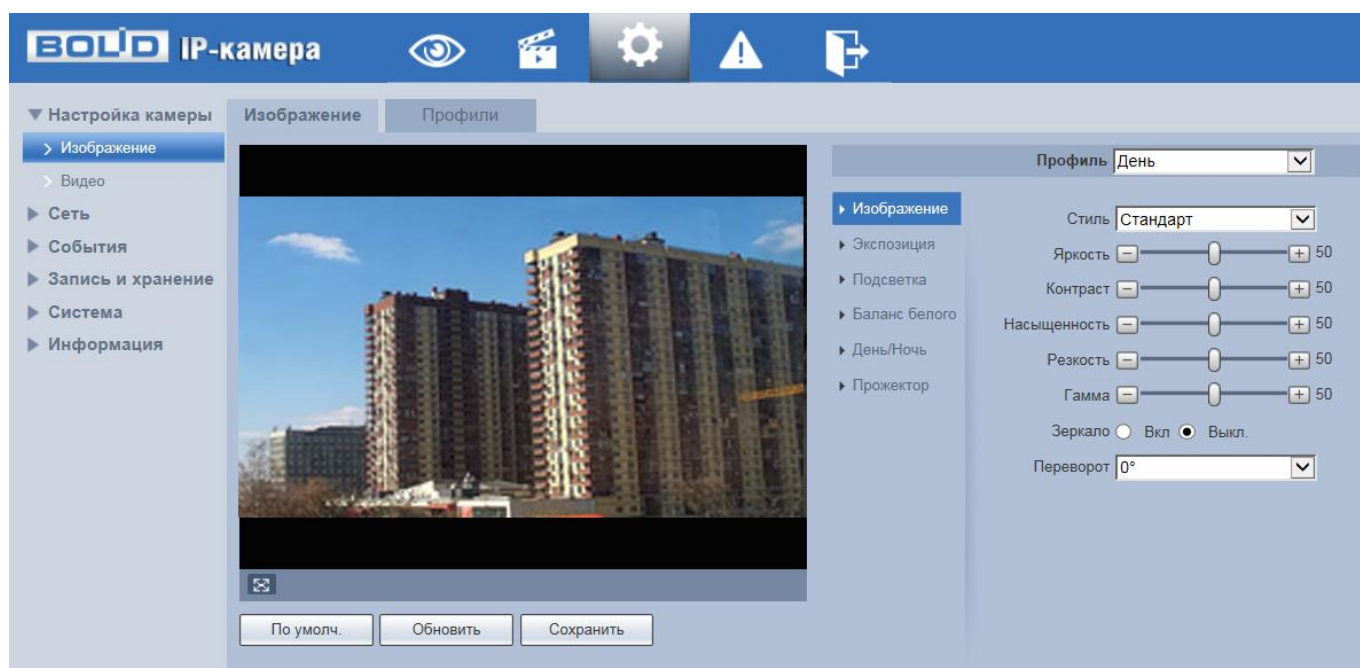 BOLID IP-камера
Настройка камеры
Изображение
Видео
Сеть
События
Запись и хранение
Система
Информация
Изображение
Профили
По умолч.
Обновить
Сохранить
Профиль День
Изображение
Экспозиция
Подсветка
Баланс белого
День/Ночь
Прожектор
Стиль Стандарт
Яркость 50
Контраст 50
Насыщенность 50
Резкость 50
Гамма 50
Зеркало Вкл Выкл.
Переворот 0°